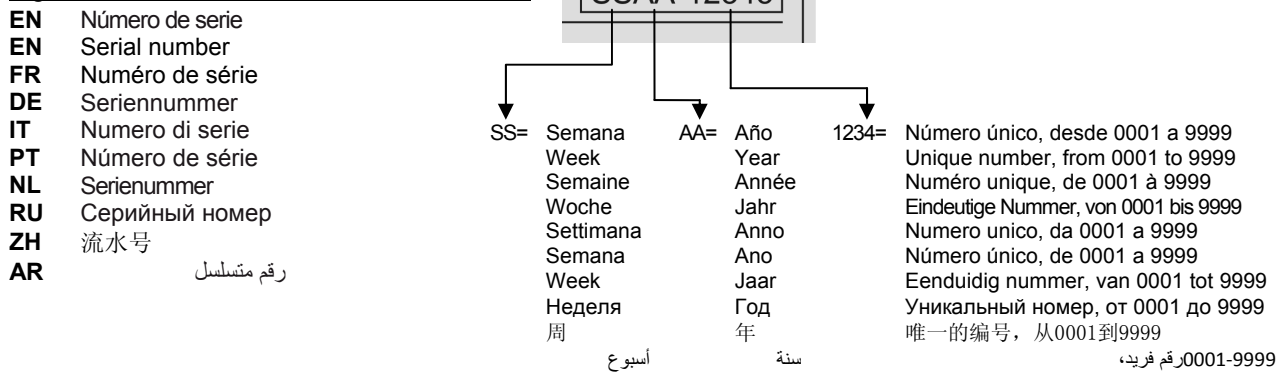 EN Número de serie
EN Serial number
FR Numéro de série
DE Seriennummer
IT Numero di serie
PT Número de série
NL Serienummer
RU Серийный номер
ZH 流水号
AR رقم متسلسل
SS= Semana AA= Año 1234= Número único, desde 0001 a 9999
Week Year Unique number, from 0001 to 9999
Semaine Année Numéro unique, de 0001 à 9999
Woche Jahr Eindeutige Nummer, von 0001 bis 9999
Settimana Anno Numero unico, da 0001 a 9999
Semana Ano Número único, de 0001 a 9999
Week Jaar Eenduidig nummer, van 0001 tot 9999
Неделя Год Уникальный номер, от 0001 до 9999
周 年 唯一的编号，从0001到9999
أسبوع سنة رقم فريد، 0001-9999